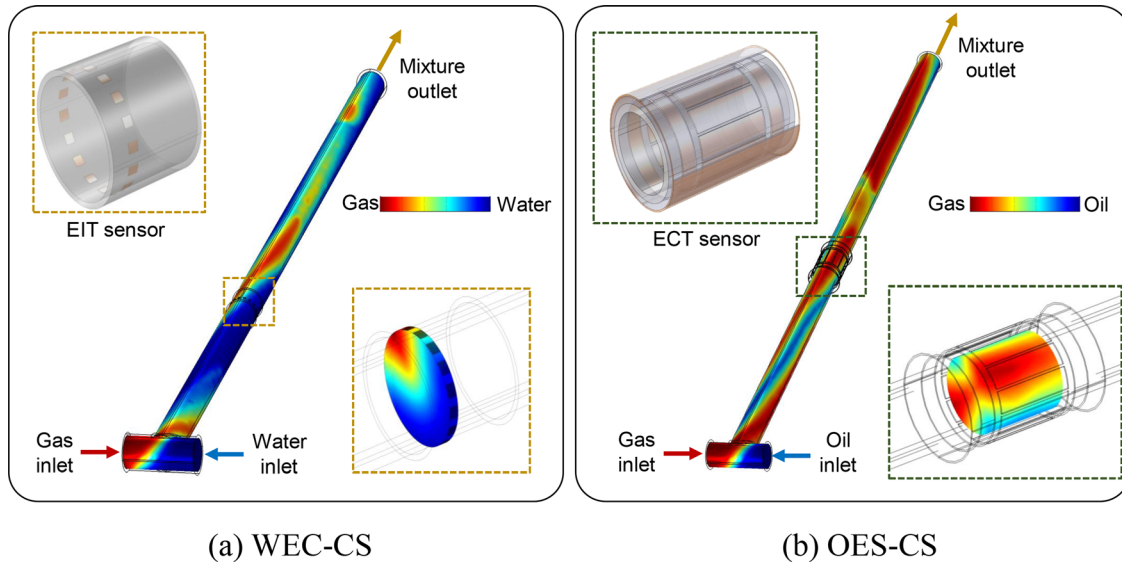 Mixture
outlet
EIT sensor
Gas
Water
Gas
inlet
Water
inlet
(a) WEC-CS
Mixture
outlet
ECT sensor
Gas
Oil
Gas
inlet
Oil
inlet
(b) OES-CS